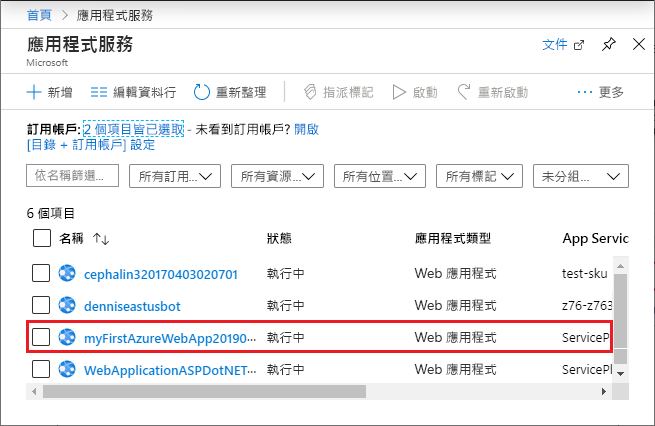 首頁 > 應用程式服務
應用程式服務
Microsoft
文件
新增 編輯資料行 重新整理 指派標記 啟動 重新啟動 ··· 更多
訂用帳戶: 2 個項目皆已選取 - 未看到訂用帳戶? 開啟
[目錄 + 訂用帳戶] 設定
依名稱篩選... 所有訂用... 所有資源... 所有位置... 所有標記 未分組...
6 個項目
名稱 ↑↓ 狀態 應用程式類型 App Service
cephalin320170403020701 執行中 Web 應用程式 test-sku
denniseastusbot 執行中 Web 應用程式 z76-z763
myFirstAzureWebApp20190... 執行中 Web 應用程式 ServicePl
WebApplicationASPDotNET... 執行中 Web 應用程式 ServicePl